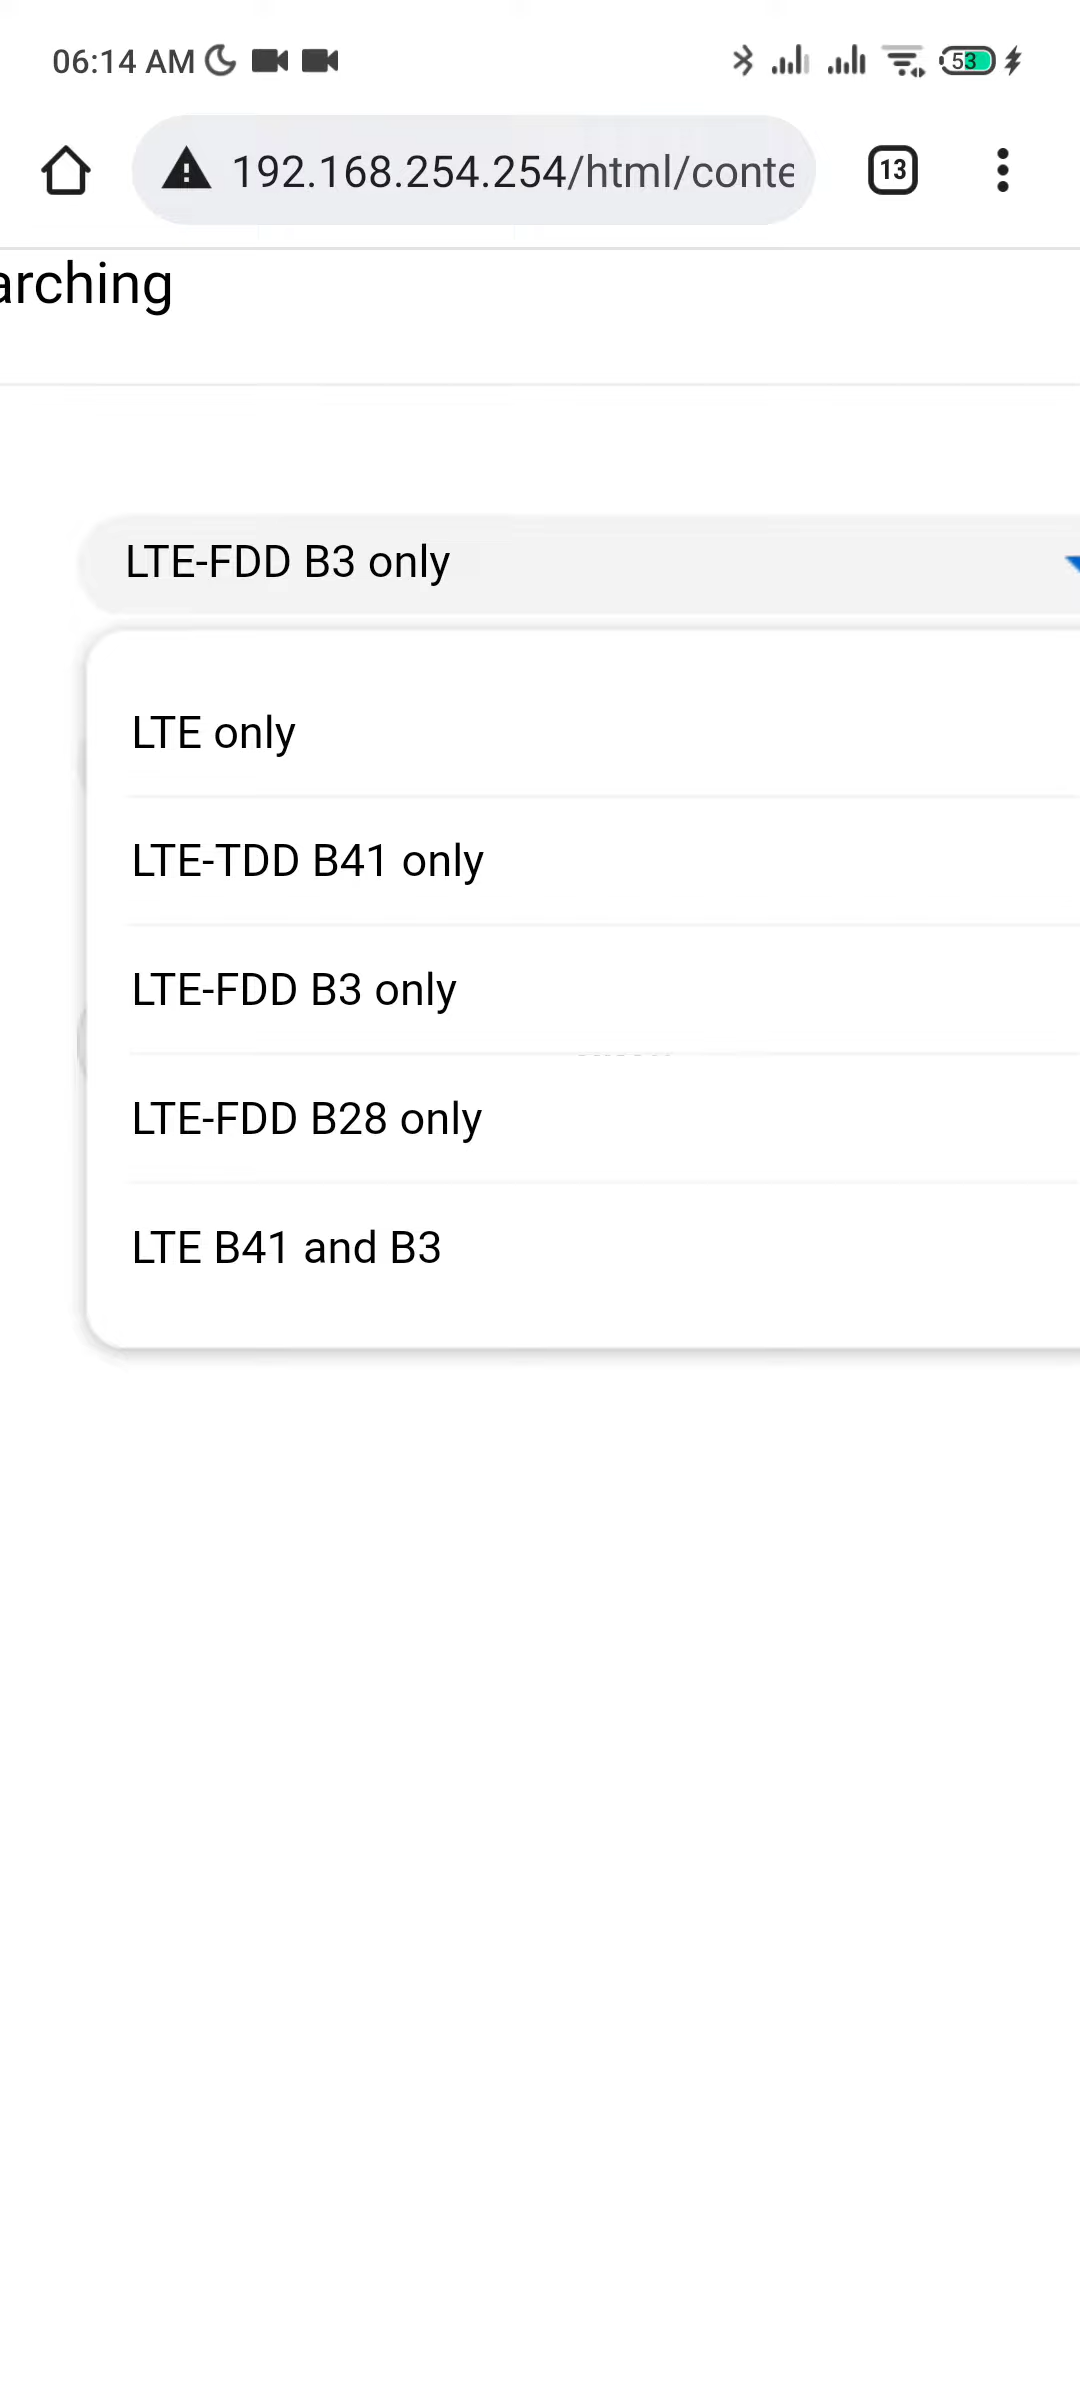 06:14 AM
53
192.168.254.254/html/conte
13
arching
LTE-FDD B3 only
LTE only
LTE-TDD B41 only
LTE-FDD B3 only
LTE-FDD B28 only
LTE B41 and B3